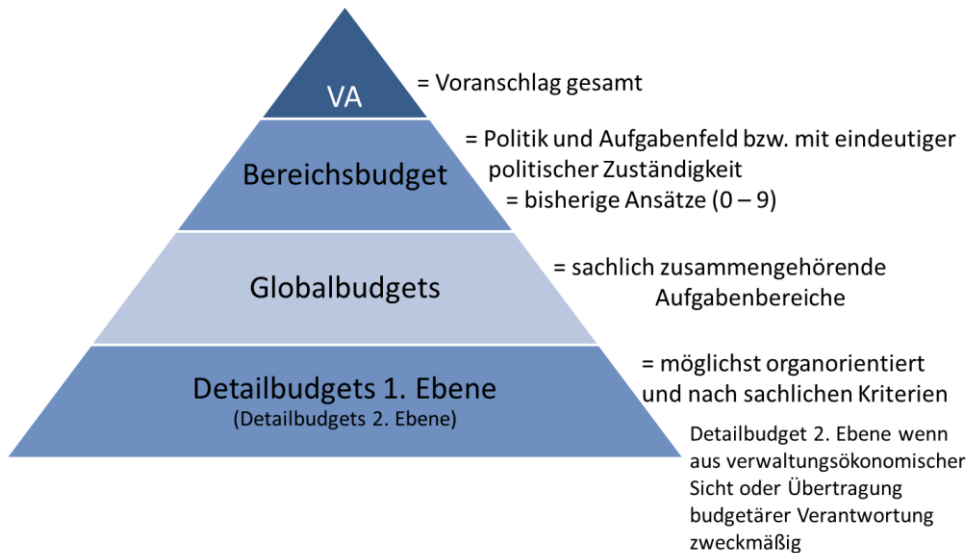 VA
= Voranschlag gesamt
Bereichsbudget
= Politik und Aufgabenfeld bzw. mit eindeutiger
politischer Zuständigkeit
= bisherige Ansätze (0 – 9)
Globalbudgets
= sachlich zusammengehörende
Aufgabenbereiche
Detailbudgets 1. Ebene
(Detailbudgets 2. Ebene)
= möglichst organorientiert
und nach sachlichen Kriterien
Detailbudget 2. Ebene wenn
aus verwaltungsökonomischer
Sicht oder Übertragung
budgetärer Verantwortung
zweckmäßig